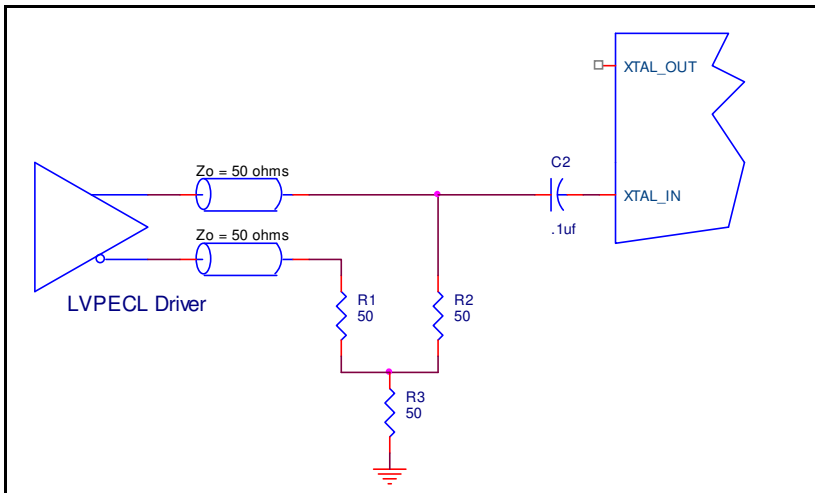 XTAL_OUT
Zo = 50 ohms
C2
XTAL_IN
.1uf
Zo = 50 ohms
LVPECL Driver
R1
50
R2
50
R3
50